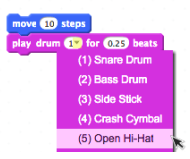 move 10 steps
play drum 1 for 0.25 beats
(1) Snare Drum
(2) Bass Drum
(3) Side Stick
(4) Crash Cymbal
(5) Open Hi-Hat